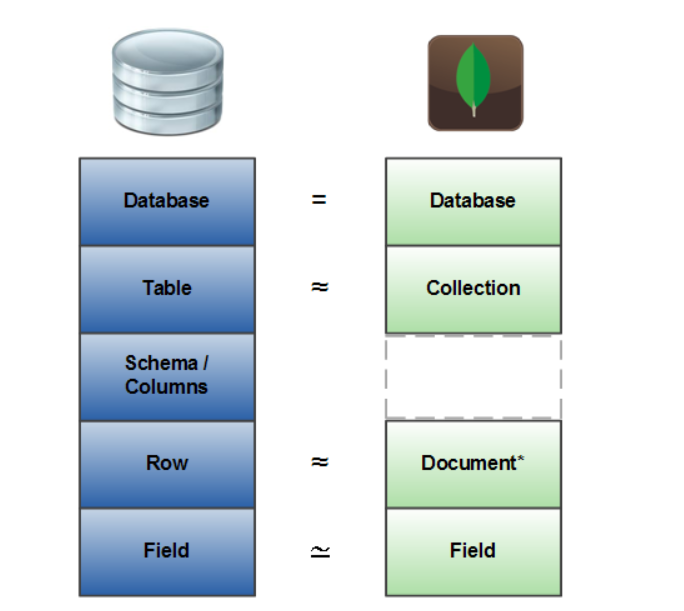 Database = Database
Table ≈ Collection
Schema /
Columns
Row ≈ Document*
Field ≃ Field